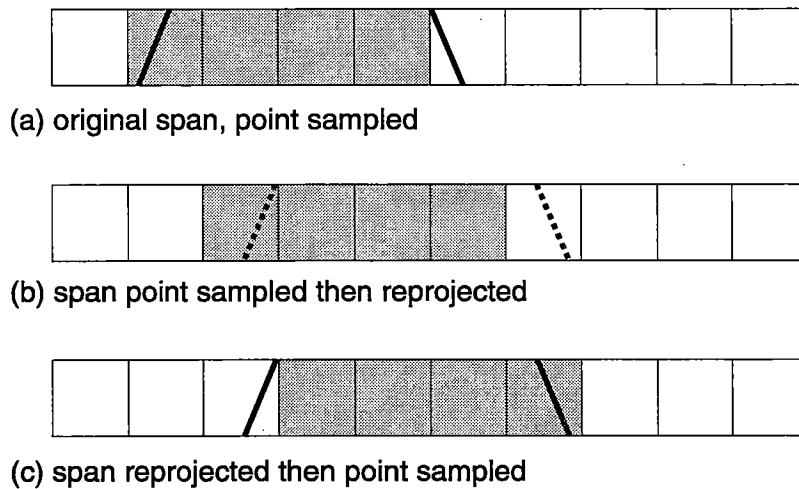 (a) original span, point sampled
(b) span point sampled then reprojected
(c) span reprojected then point sampled